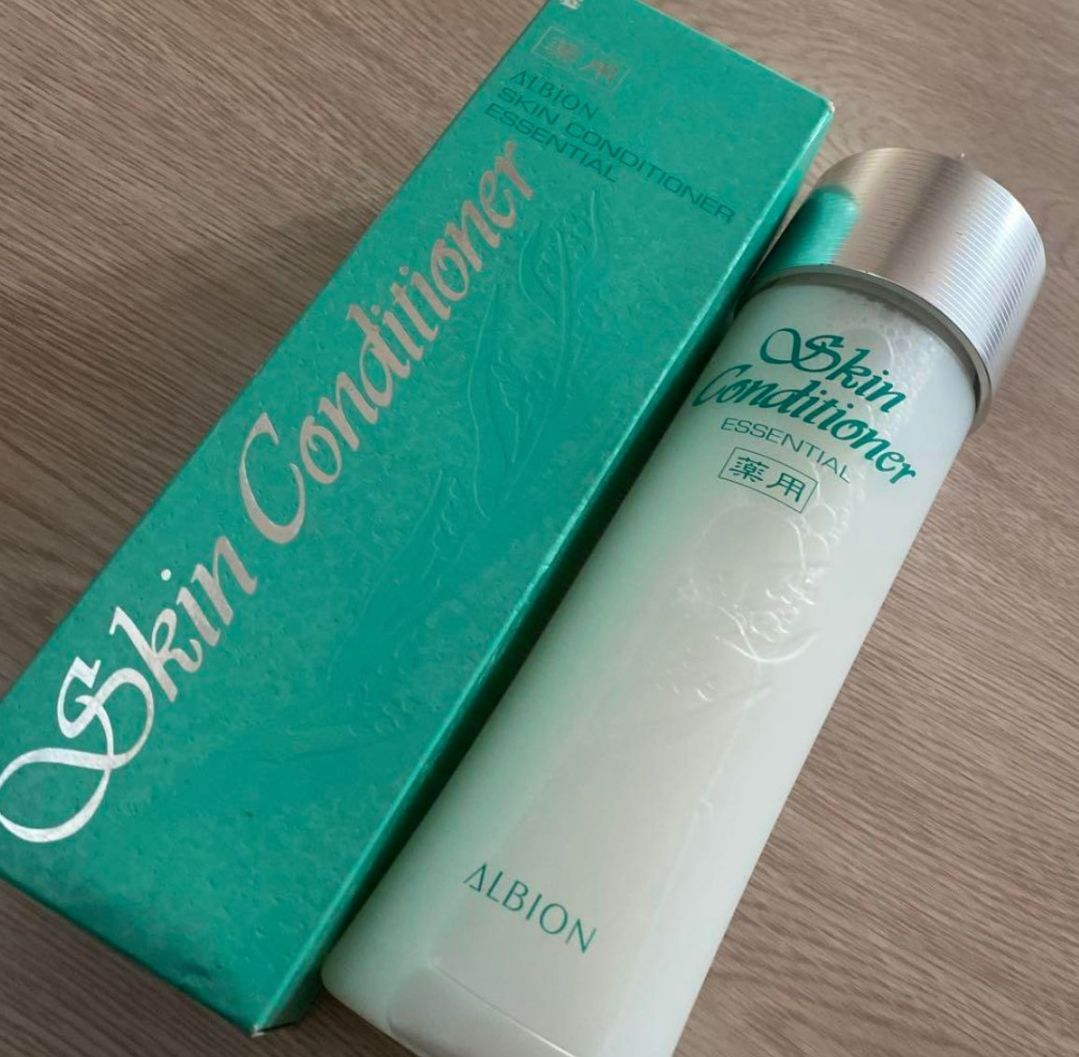 薬用
ALBION
SKIN CONDITIONER
ESSENTIAL
Skin Conditioner
Skin
Conditioner
ESSENTIAL
薬用
ALBION